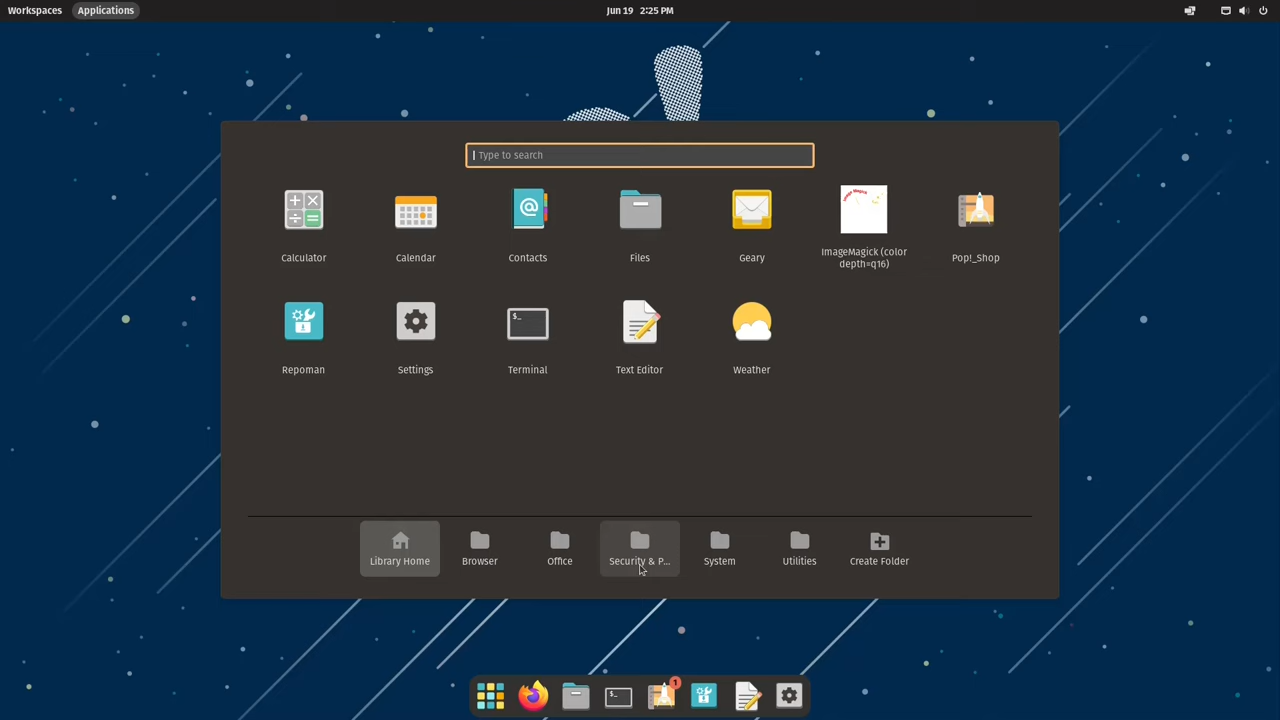 Workspaces Applications Jun 19 2:25 PM
Type to search
Calculator Calendar Contacts Files Geary ImageMagick (color Pop!_Shop
depth=q16)
$_
Repoman Settings Terminal Text Editor Weather
Library Home Browser Office Security & P... System Utilities Create Folder
$_ 1